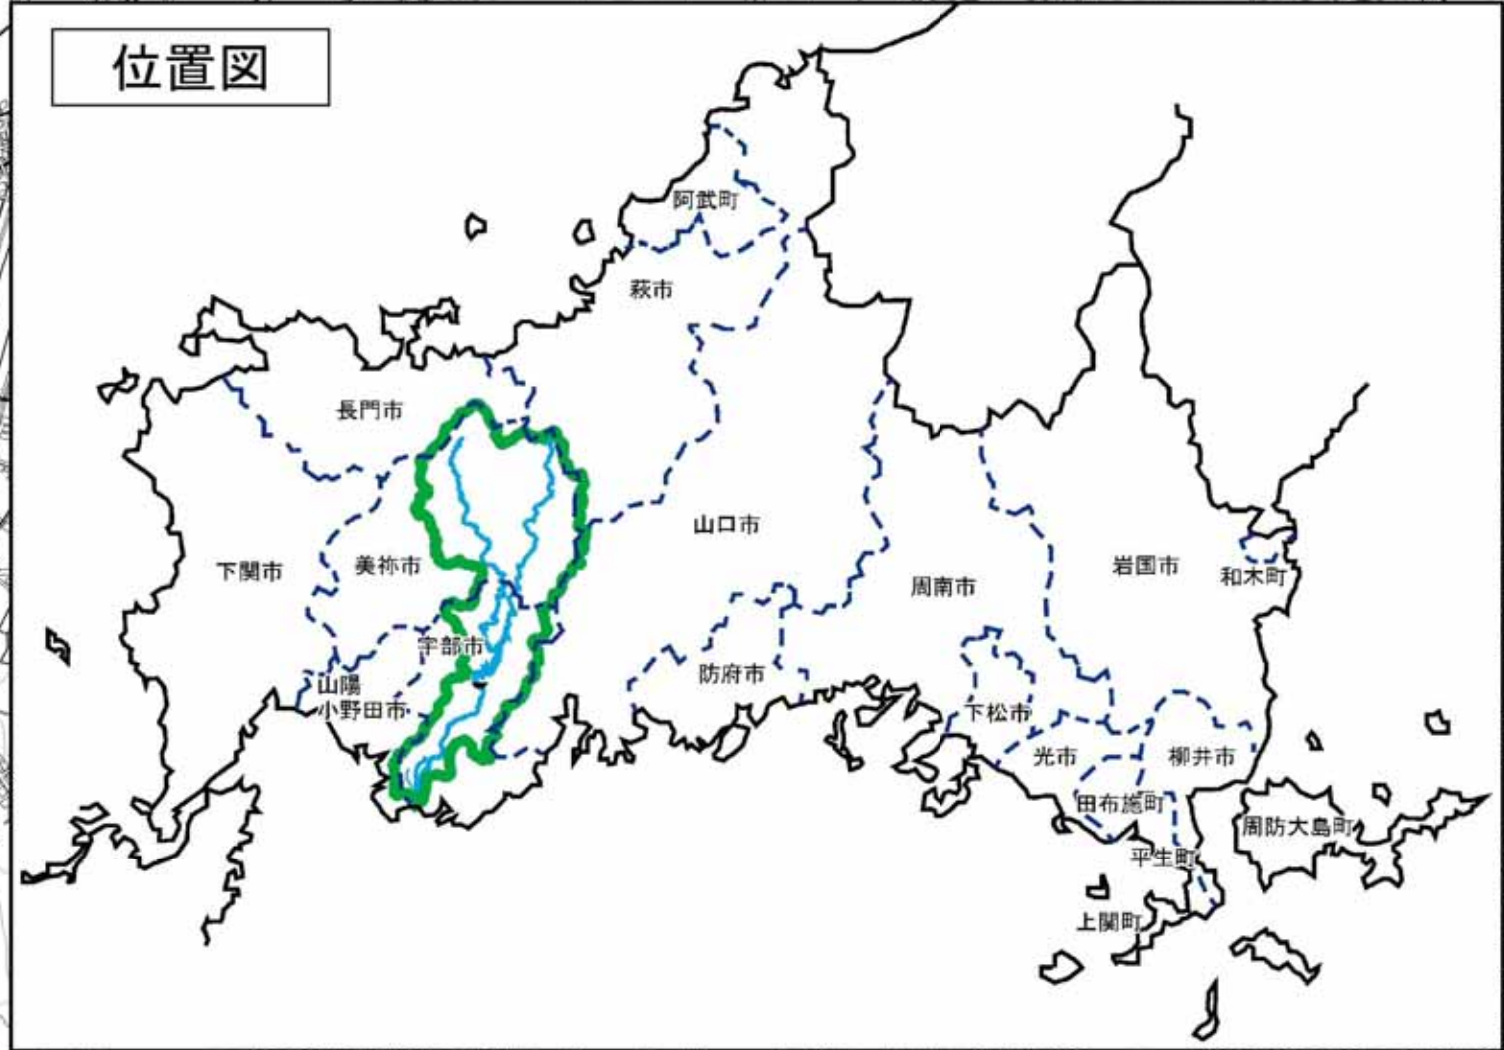 位置図
阿武町
萩市
長門市
山口市
下関市
美祢市
周南市
岩国市
和木町
宇部市
防府市
山陽
小野田市
下松市
光市
柳井市
田布施町
周防大島町
平生町
上関町